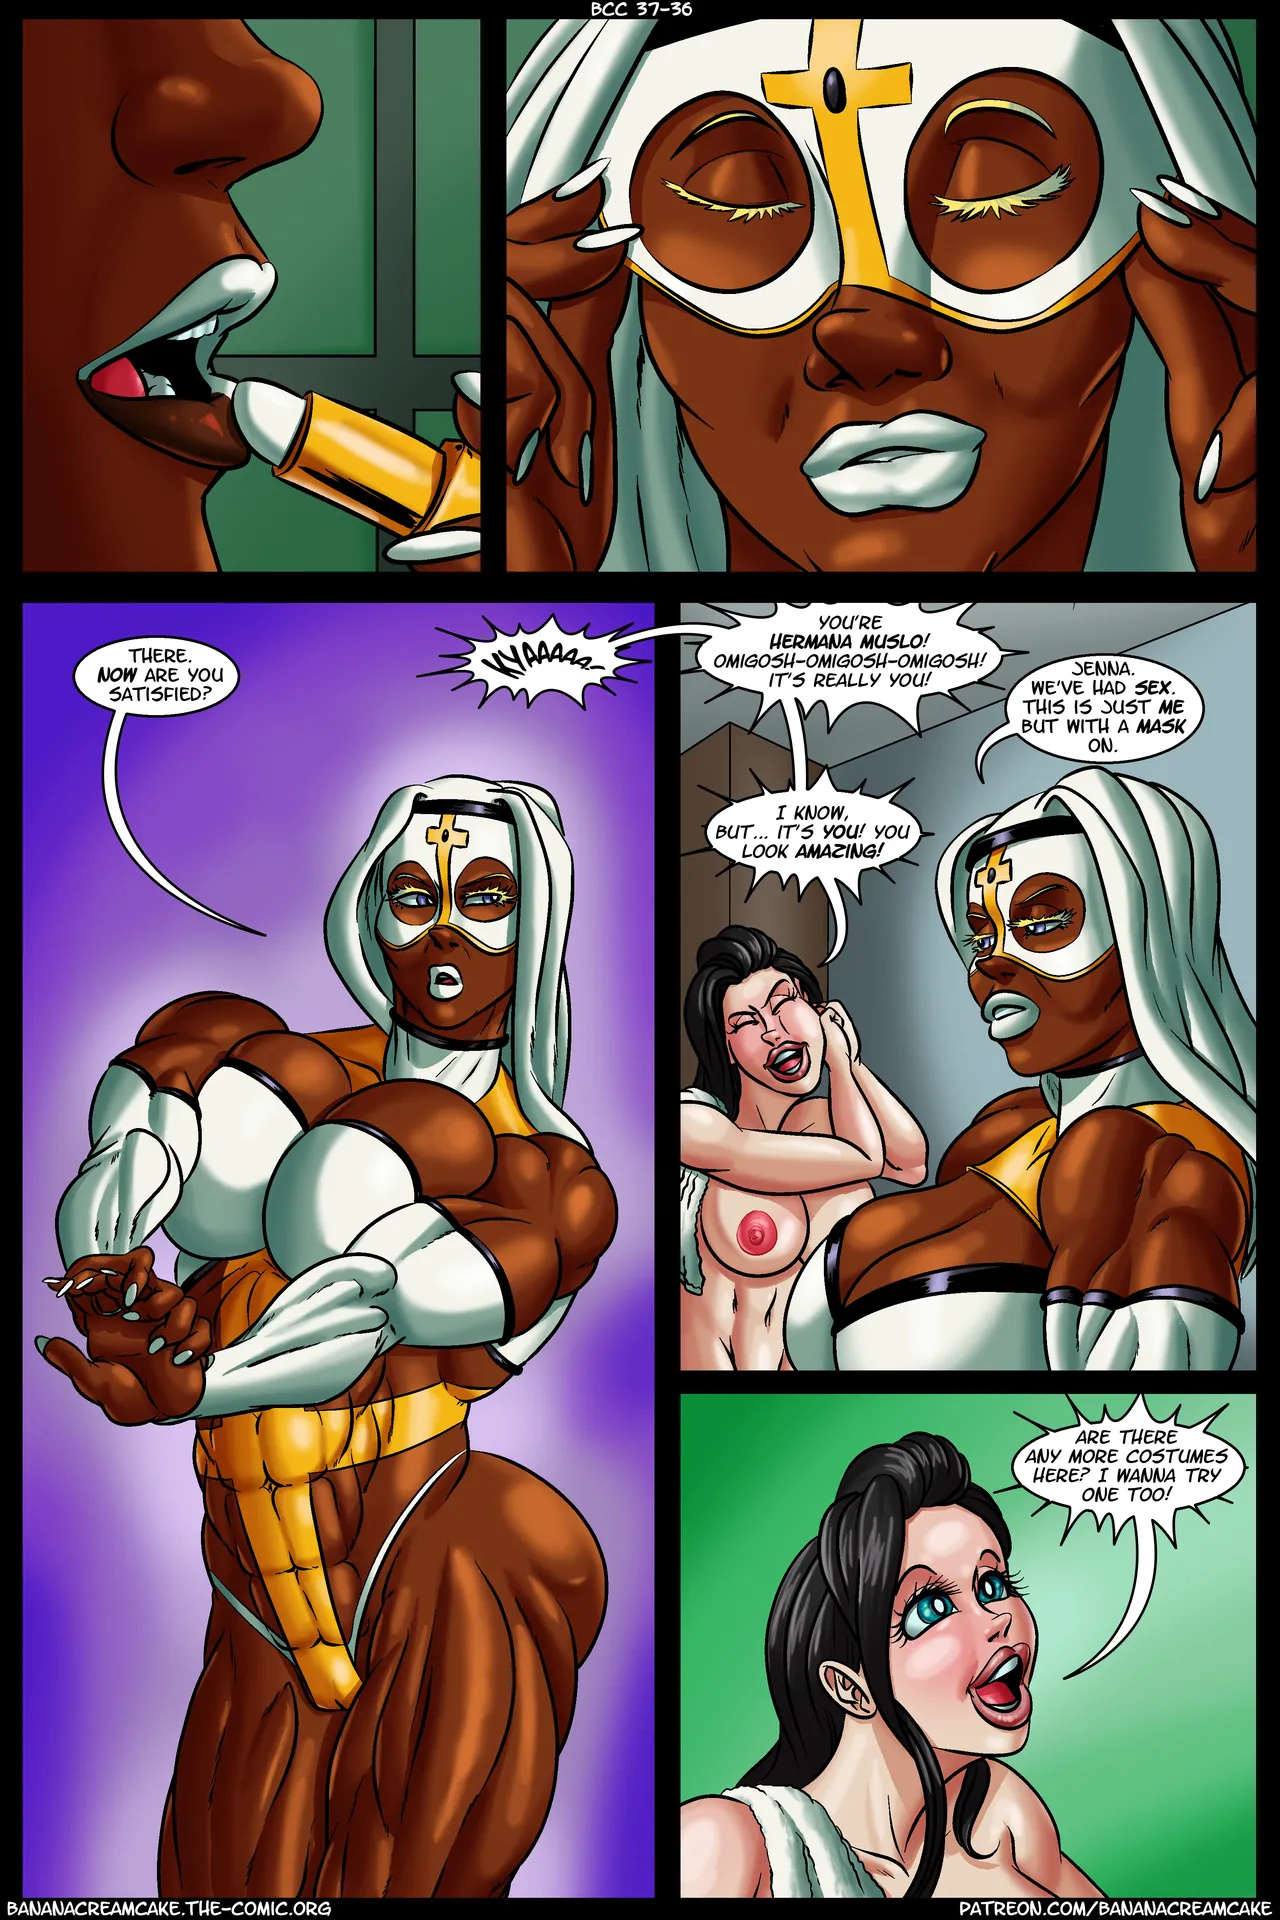 BCC 37-36
THERE.
NOW ARE YOU
SATISFIED?
KYAAAAA!
YOU'RE
HERMANA MUSLO!
OMIGOSH-OMIGOSH-OMIGOSH!
IT'S REALLY YOU!
JENNA.
WE'VE HAD SEX.
THIS IS JUST ME
BUT WITH A MASK
ON.
I KNOW,
BUT... IT'S YOU! YOU
LOOK AMAZING!
ARE THERE
ANY MORE COSTUMES
HERE? I WANNA TRY
ONE TOO!
BANANACREAMCAKE.THE-COMIC.ORG
PATREON.COM/BANANACREAMCAKE